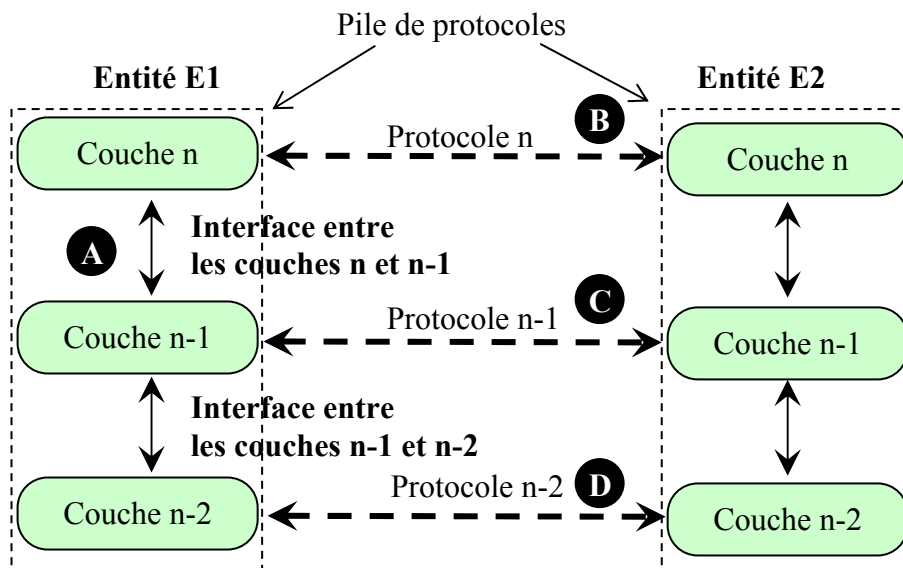 Pile de protocoles
Entité E1
Entité E2
Couche n
Protocole n
B
Couche n
A
Interface entre
les couches n et n-1
Couche n-1
Protocole n-1
C
Couche n-1
Interface entre
les couches n-1 et n-2
Couche n-2
Protocole n-2
D
Couche n-2